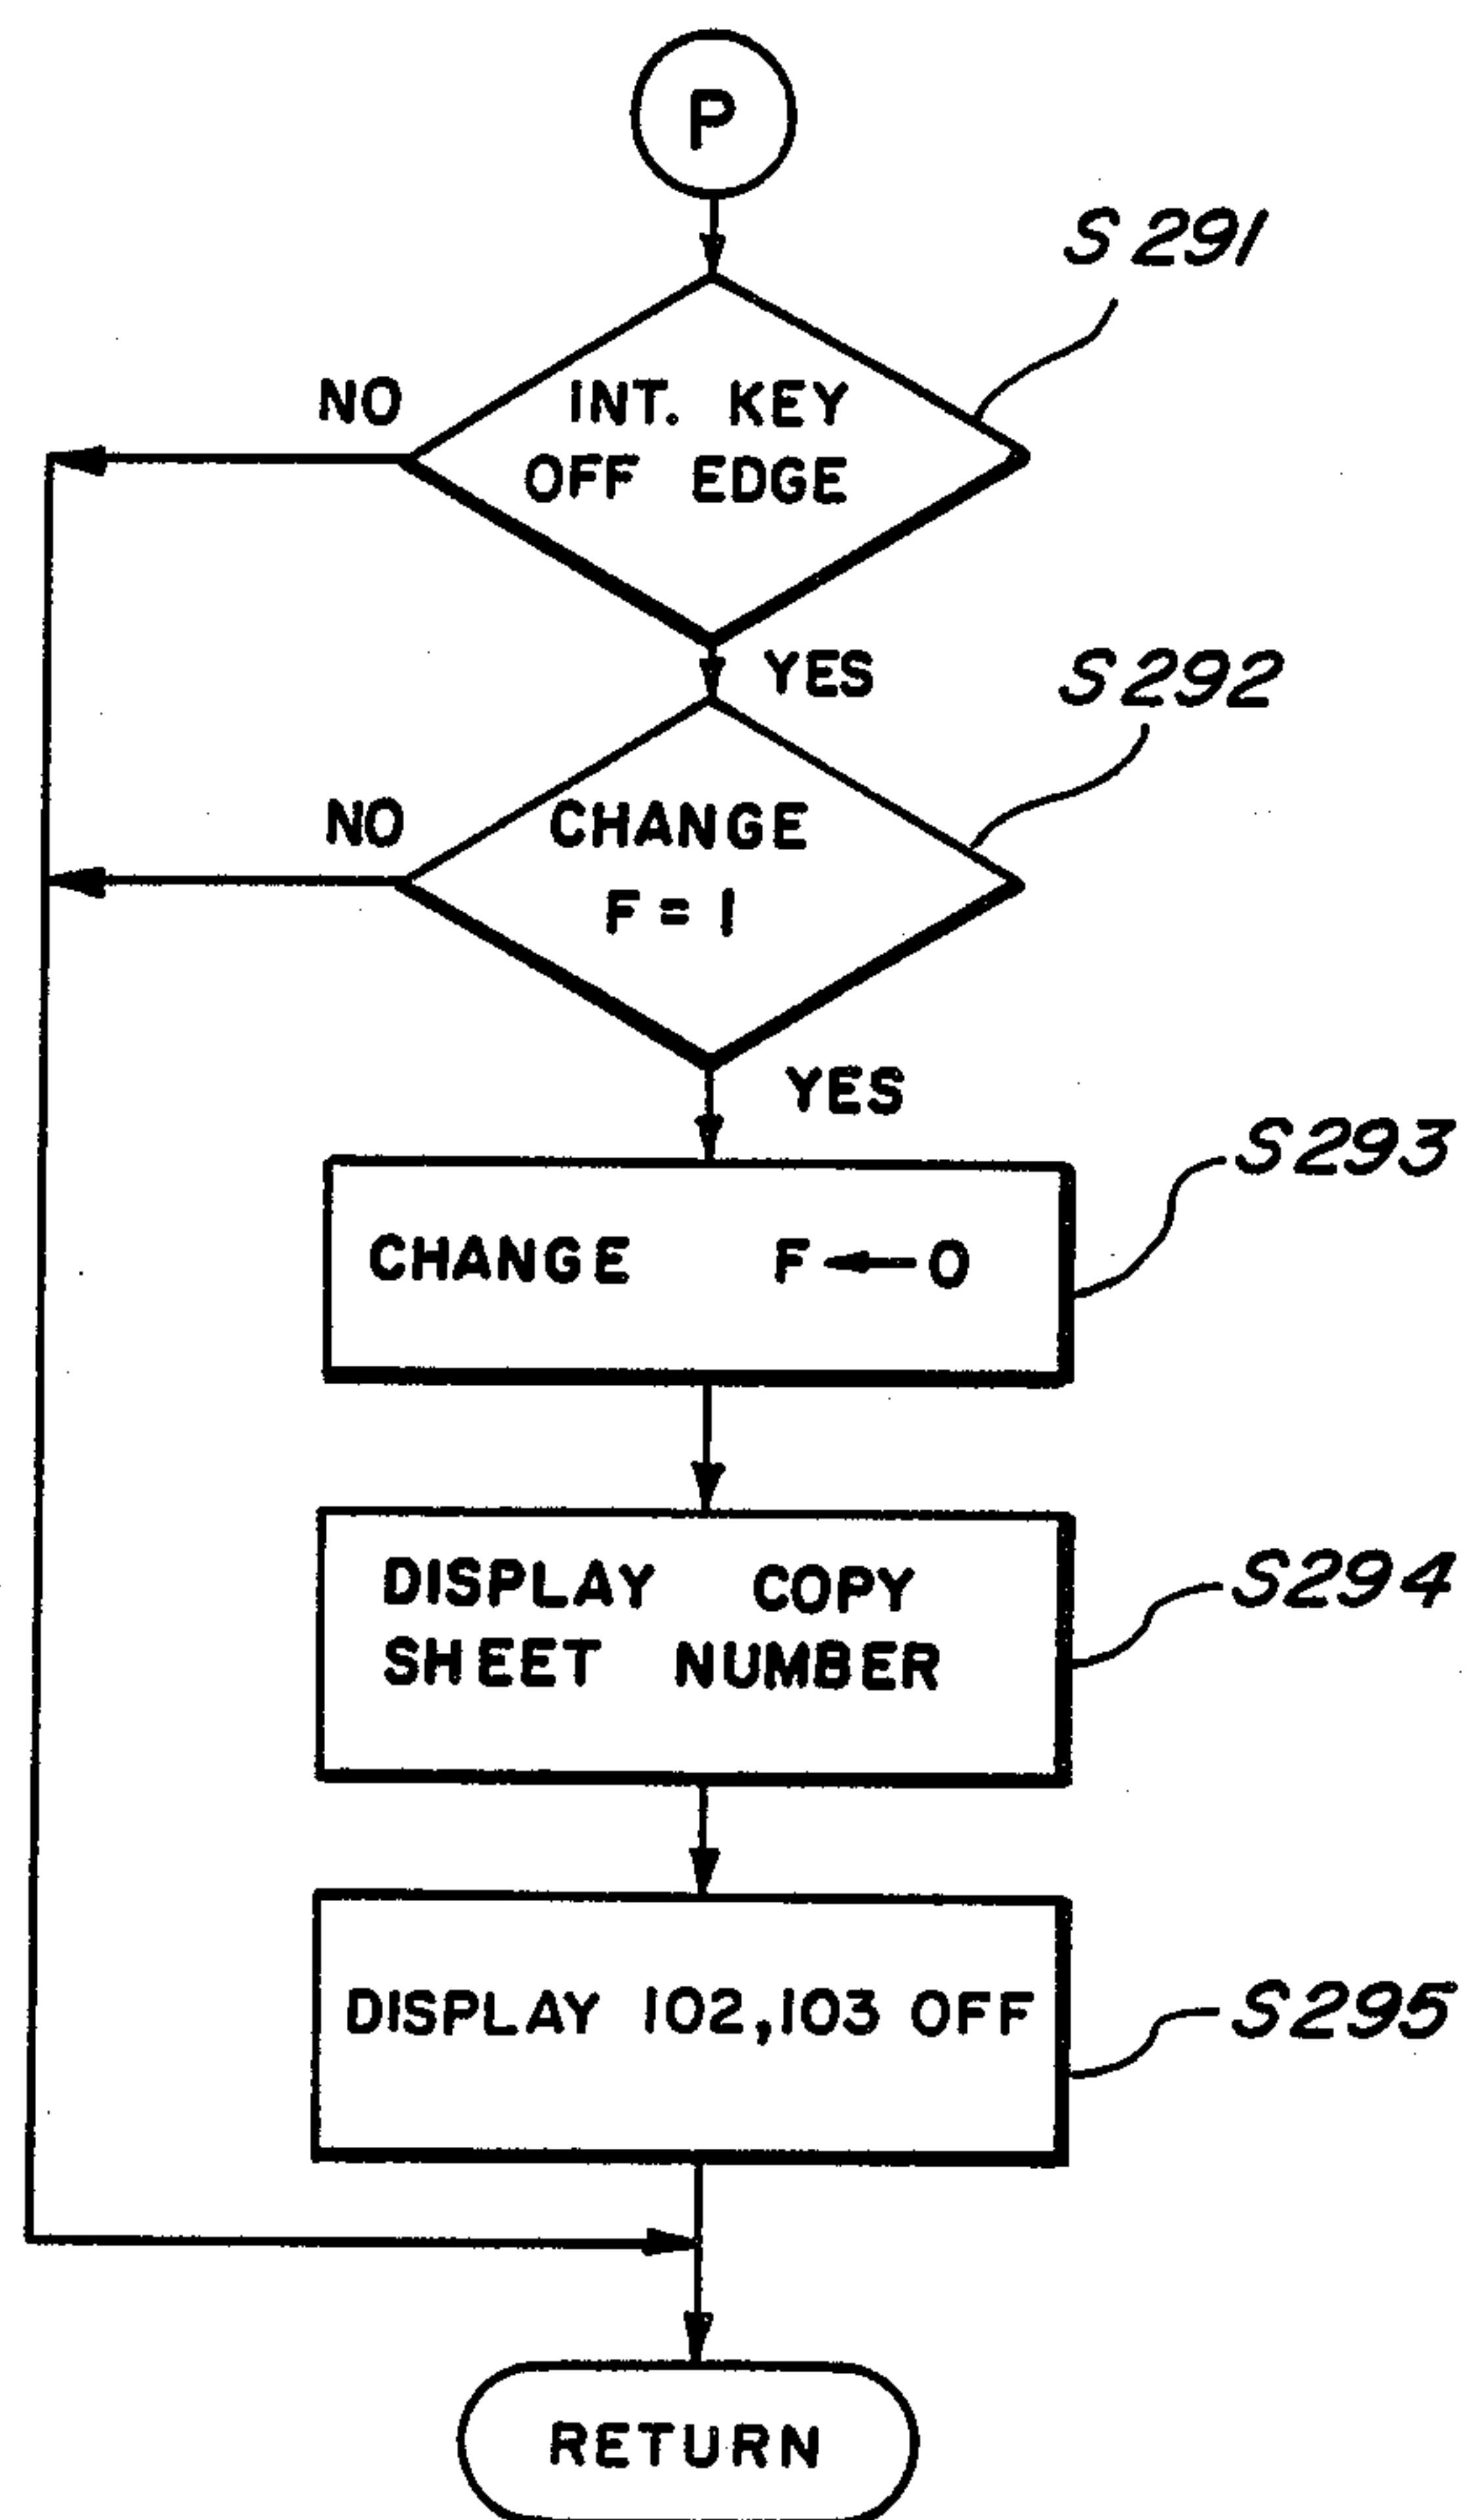 P
S291
NO
INT. KEY
OFF EDGE
YES
S292
NO
CHANGE
F = 1
YES
S293
CHANGE F ← 0
DISPLAY COPY
SHEET NUMBER
S294
DISPLAY 102,103 OFF
S295
RETURN